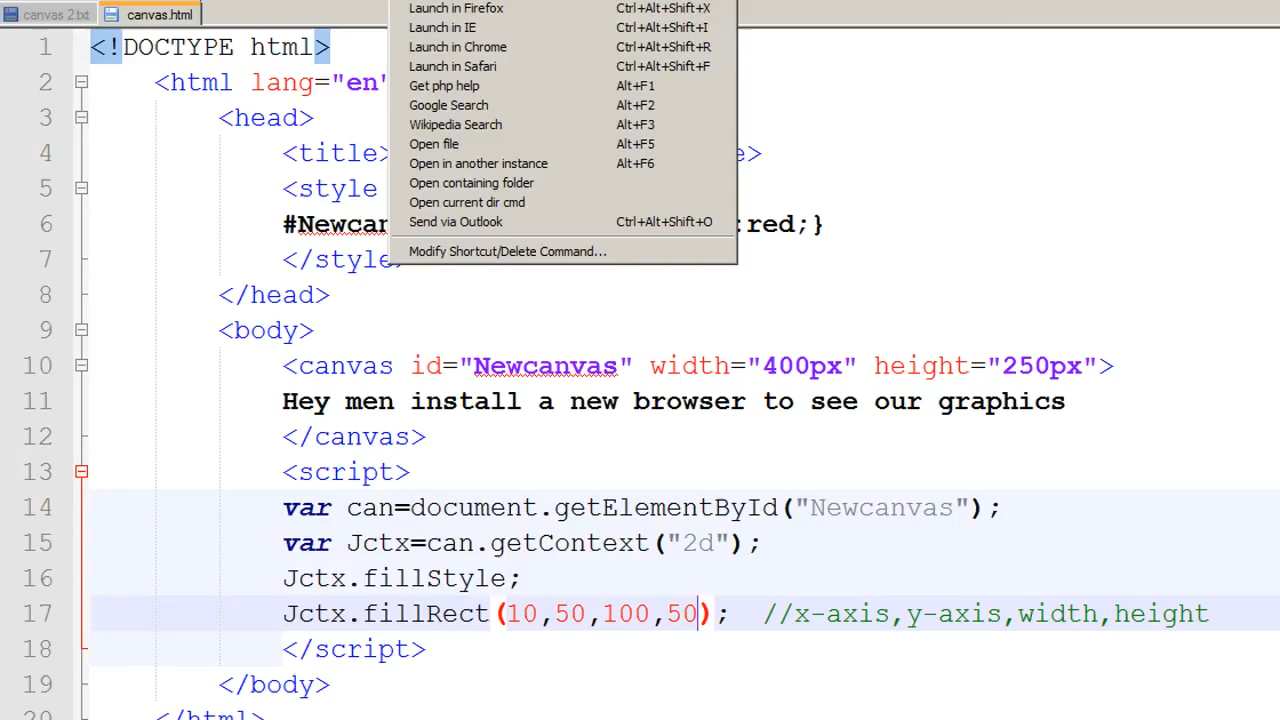 canvas 2.txt canvas.html
Launch in Firefox Ctrl+Alt+Shift+X
Launch in IE Ctrl+Alt+Shift+I
Launch in Chrome Ctrl+Alt+Shift+R
Launch in Safari Ctrl+Alt+Shift+F
Get php help Alt+F1
Google Search Alt+F2
Wikipedia Search Alt+F3
Open file Alt+F5
Open in another instance Alt+F6
Open containing folder
Open current dir cmd
Send via Outlook Ctrl+Alt+Shift+O
Modify Shortcut/Delete Command...
1 <!DOCTYPE html>
2 <html lang="en"
3 <head>
4 <title> e>
5 <style
6 #Newcan :red;}
7 </style
8 </head>
9 <body>
10 <canvas id="Newcanvas" width="400px" height="250px">
11 Hey men install a new browser to see our graphics
12 </canvas>
13 <script>
14 var can=document.getElementById("Newcanvas");
15 var Jctx=can.getContext("2d");
16 Jctx.fillStyle;
17 Jctx.fillRect(10,50,100,50); //x-axis,y-axis,width,height
18 </script>
19 </body>
20 </html>